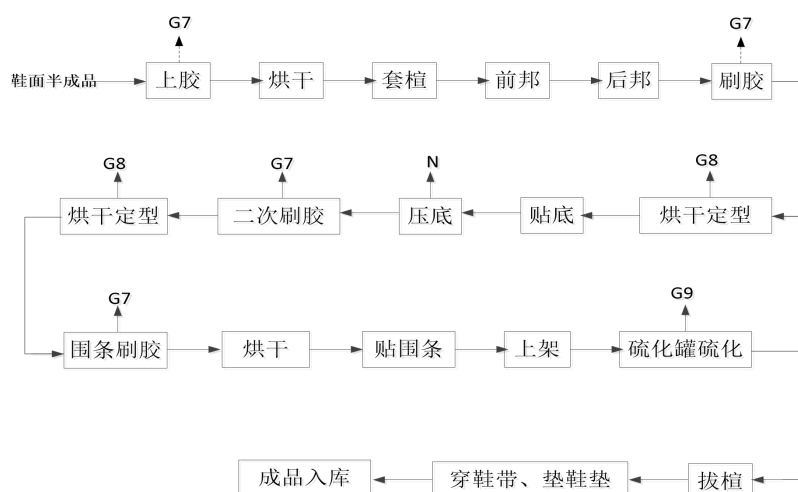 G7 G7
鞋面半成品 上胶 烘干 套楦 前邦 后邦 刷胶
G8 G7 N G8
烘干定型 二次刷胶 压底 贴底 烘干定型
G7 G9
围条刷胶 烘干 贴围条 上架 硫化罐硫化
成品入库 穿鞋带、垫鞋垫 拔楦